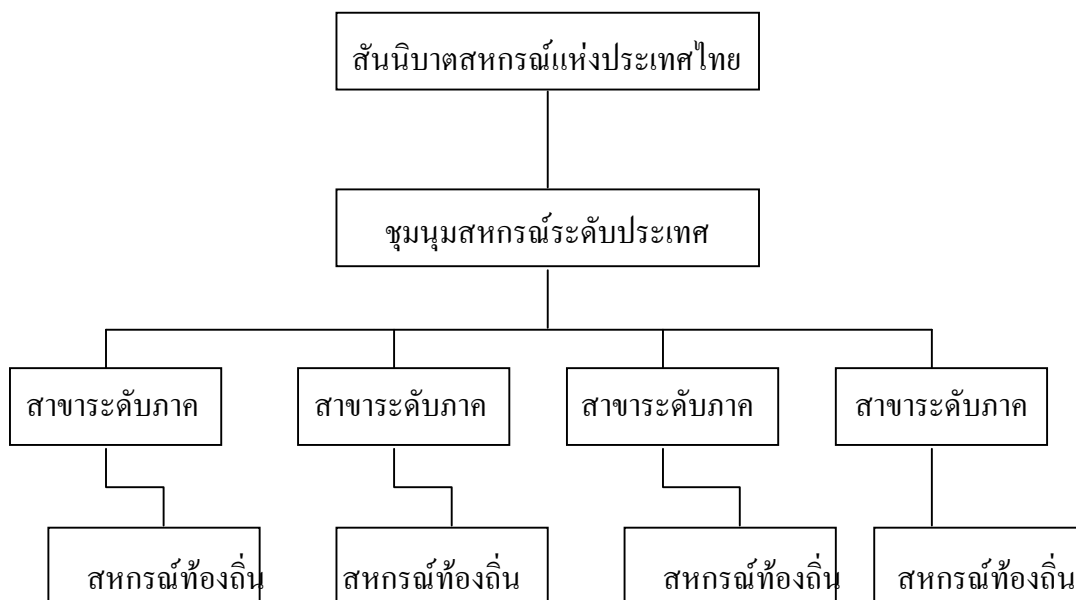 สันนิบาตสหกรณ์แห่งประเทศไทย
ชุมนุมสหกรณ์ระดับประเทศ
สาขาระดับภาค สาขาระดับภาค สาขาระดับภาค สาขาระดับภาค
สหกรณ์ท้องถิ่น สหกรณ์ท้องถิ่น สหกรณ์ท้องถิ่น สหกรณ์ท้องถิ่น